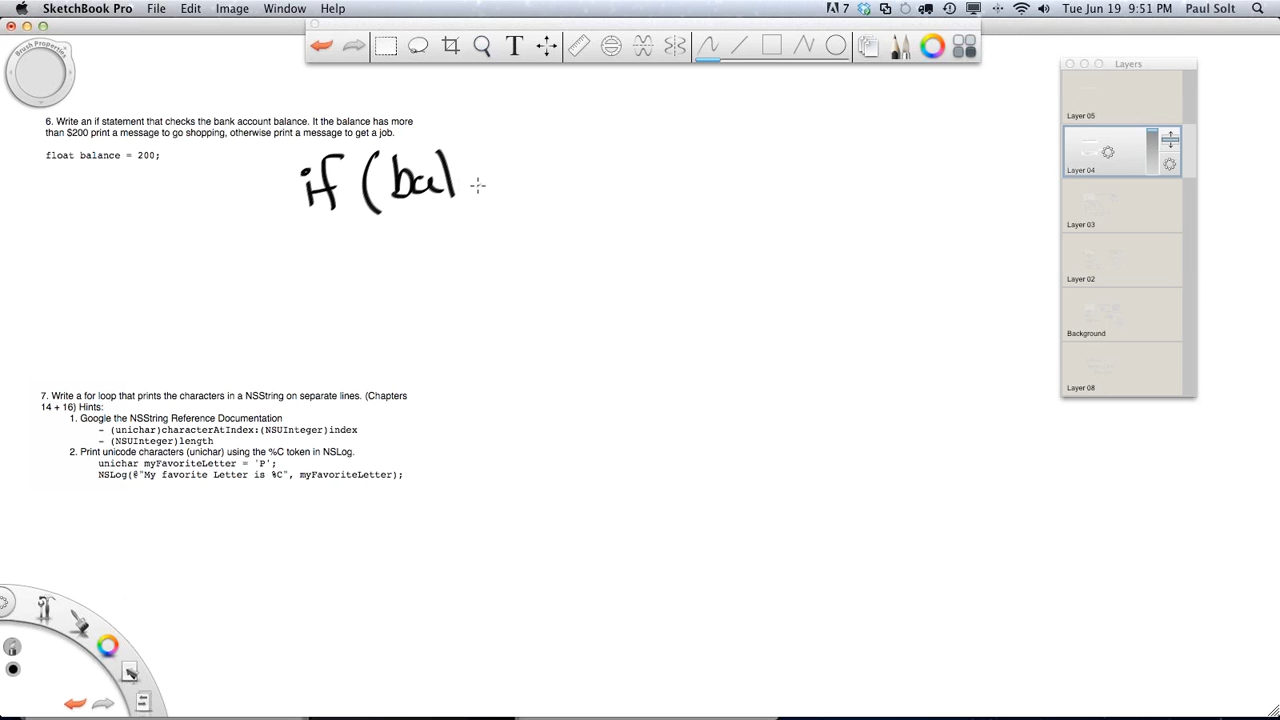 SketchBook Pro File Edit Image Window Help 7 Tue Jun 19 9:51 PM Paul Solt
Brush Properties
T
Layers
Layer 05
Layer 04
Layer 03
Layer 02
Background
Layer 08
6. Write an if statement that checks the bank account balance. It the balance has more
than $200 print a message to go shopping, otherwise print a message to get a job.
float balance = 200;
if (bal
7. Write a for loop that prints the characters in a NSString on separate lines. (Chapters
14 + 16) Hints:
1. Google the NSString Reference Documentation
- (unichar)characterAtIndex:(NSUInteger)index
- (NSUInteger)length
2. Print unicode characters (unichar) using the %C token in NSLog.
unichar myFavoriteLetter = 'P';
NSLog(@"My favorite Letter is %C", myFavoriteLetter);